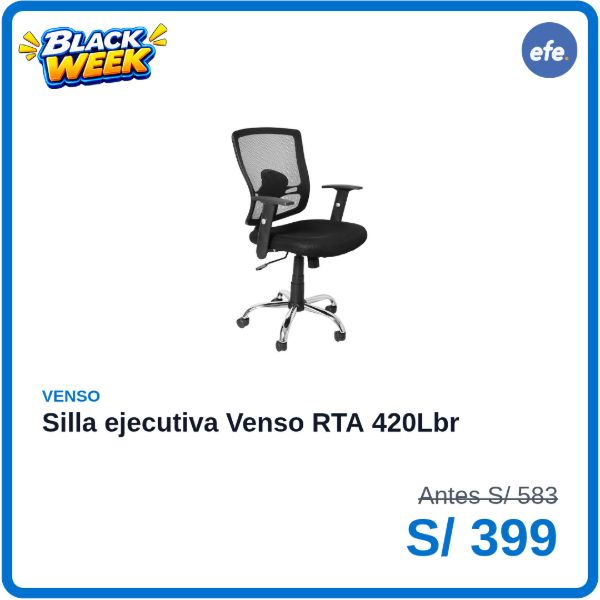 BLACK
WEEK
efe.
VENSO
Silla ejecutiva Venso RTA 420Lbr
Antes S/ 583
S/ 399